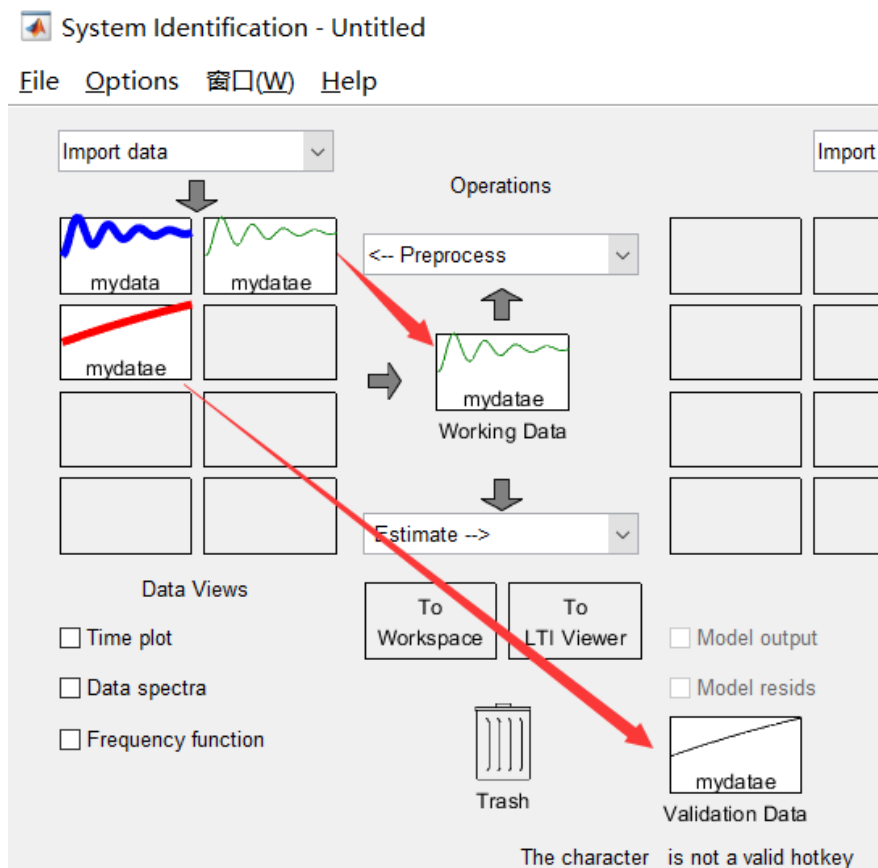 System Identification - Untitled
File Options 窗口(W) Help
Import data
Import
Operations
mydata
mydatae
<-- Preprocess
mydatae
mydatae
Working Data
Estimate -->
Data Views
To Workspace
To LTI Viewer
Time plot
Data spectra
Frequency function
Model output
Model resids
Trash
mydatae
Validation Data
The character is not a valid hotkey